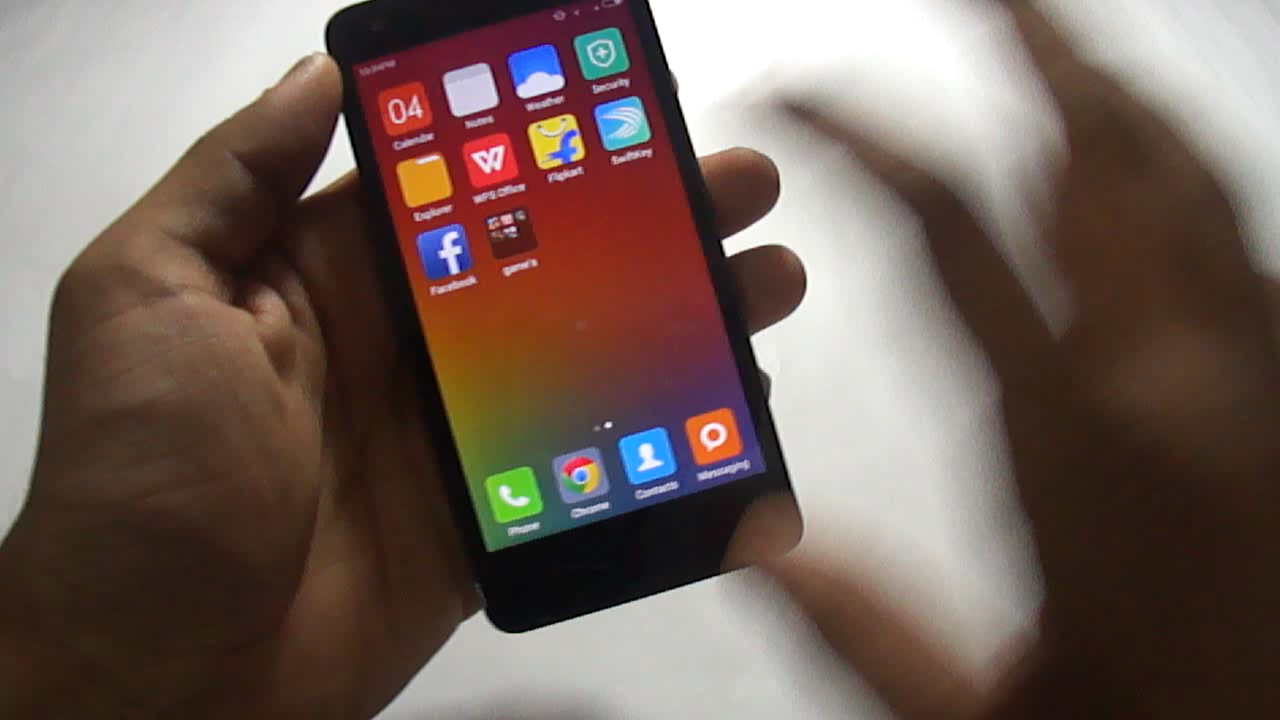 04
Calendar
Notes
Weather
Security
Explorer
WPS Office
Flipkart
SwiftKey
Facebook
game's
Phone
Chrome
Contacts
Messaging